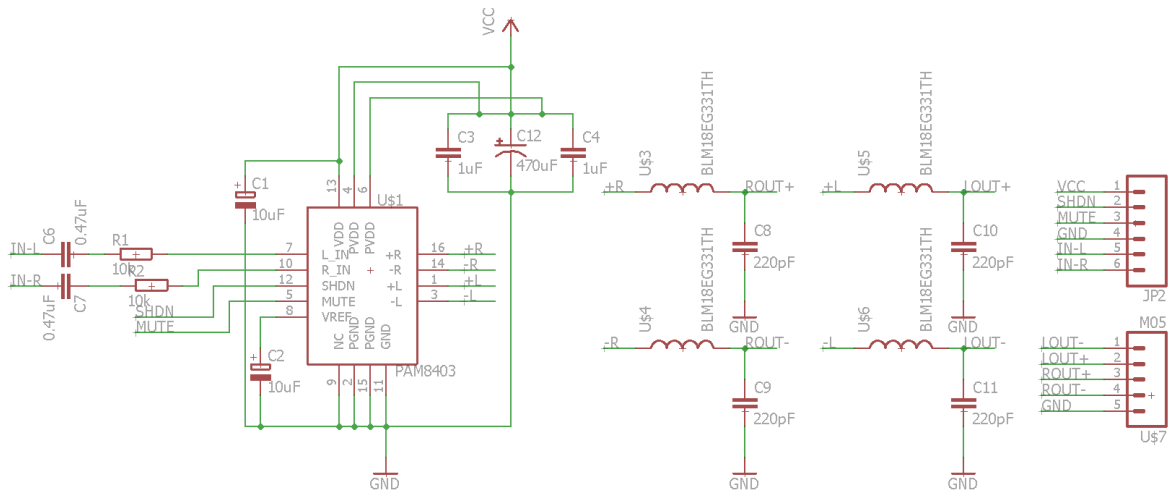 VCC
C3
1uF
C12
470uF
C4
1uF
C1
10uF
13
4
6
U$1
VDD
PVDD
PVDD
IN-L
C6
0.47uF
R1
10k
7
L_IN
+R
16
+R
IN-R
C7
0.47uF
R2
10k
10
R_IN
-R
14
-R
SHDN
12
SHDN
+L
1
+L
MUTE
5
MUTE
-L
3
-L
8
VREF
NC
PGND
PGND
GND
C2
10uF
PAM8403
9
2
15
11
GND
U$3
BLM18EG331TH
+R
ROUT+
C8
220pF
GND
U$5
BLM18EG331TH
+L
LOUT+
C10
220pF
GND
U$4
BLM18EG331TH
-R
ROUT-
C9
220pF
GND
U$6
BLM18EG331TH
-L
LOUT-
C11
220pF
GND
VCC 1
SHDN 2
MUTE 3
GND 4
IN-L 5
IN-R 6
JP2
M05
LOUT- 1
LOUT+ 2
ROUT+ 3
ROUT- 4
GND 5
U$7